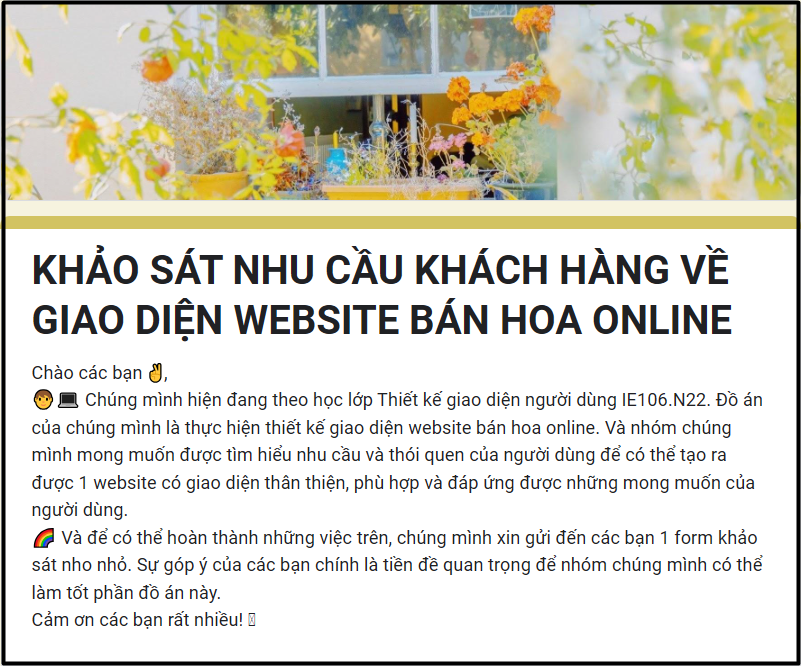 KHẢO SÁT NHU CẦU KHÁCH HÀNG VỀ
GIAO DIỆN WEBSITE BÁN HOA ONLINE
Chào các bạn ✌,
🧑💻 Chúng mình hiện đang theo học lớp Thiết kế giao diện người dùng IE106.N22. Đồ án
của chúng mình là thực hiện thiết kế giao diện website bán hoa online. Và nhóm chúng
mình mong muốn được tìm hiểu nhu cầu và thói quen của người dùng để có thể tạo ra
được 1 website có giao diện thân thiện, phù hợp và đáp ứng được những mong muốn của
người dùng.
🌈 Và để có thể hoàn thành những việc trên, chúng mình xin gửi đến các bạn 1 form khảo
sát nho nhỏ. Sự góp ý của các bạn chính là tiền đề quan trọng để nhóm chúng mình có thể
làm tốt phần đồ án này.
Cảm ơn các bạn rất nhiều!